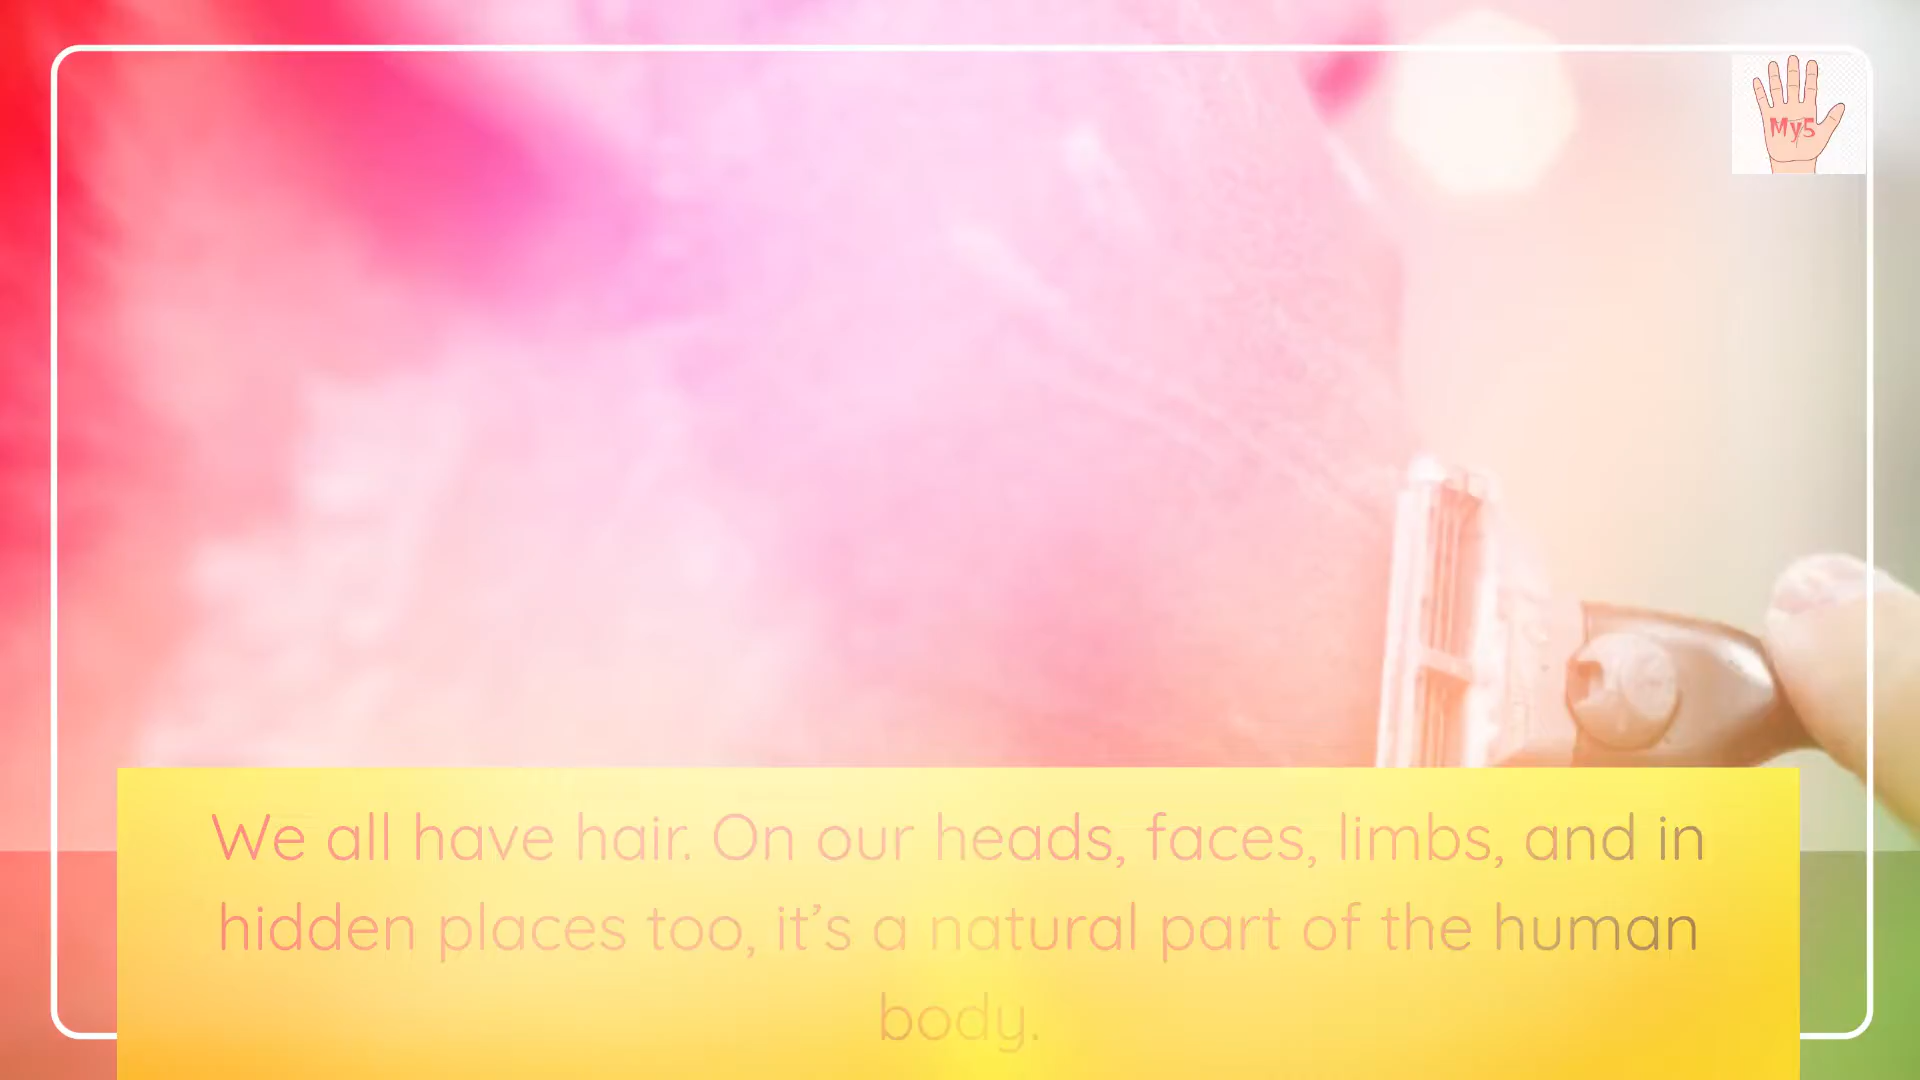 My5
We all have hair. On our heads, faces, limbs, and in
hidden places too, it’s a natural part of the human
body.